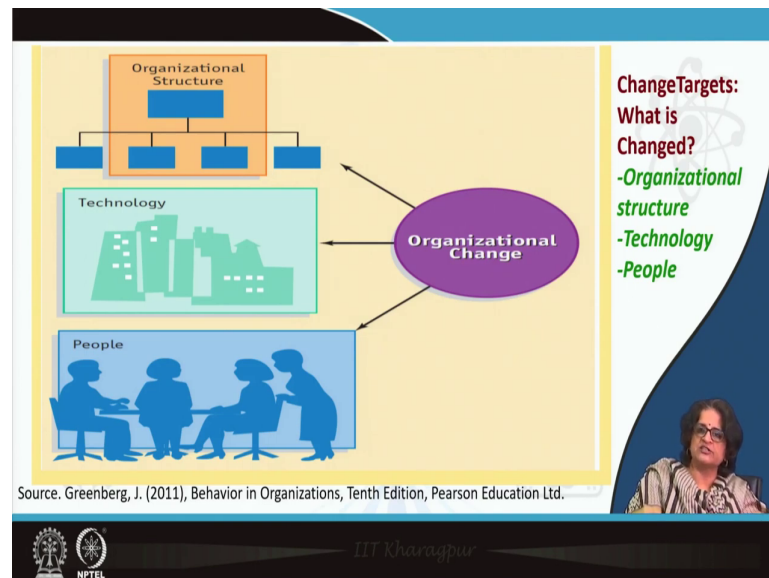 Organizational
Structure
Technology
People
Organizational
Change
ChangeTargets:
What is
Changed?
-Organizational
structure
-Technology
-People
Source. Greenberg, J. (2011), Behavior in Organizations, Tenth Edition, Pearson Education Ltd.
IIT Kharagpur
NPTEL